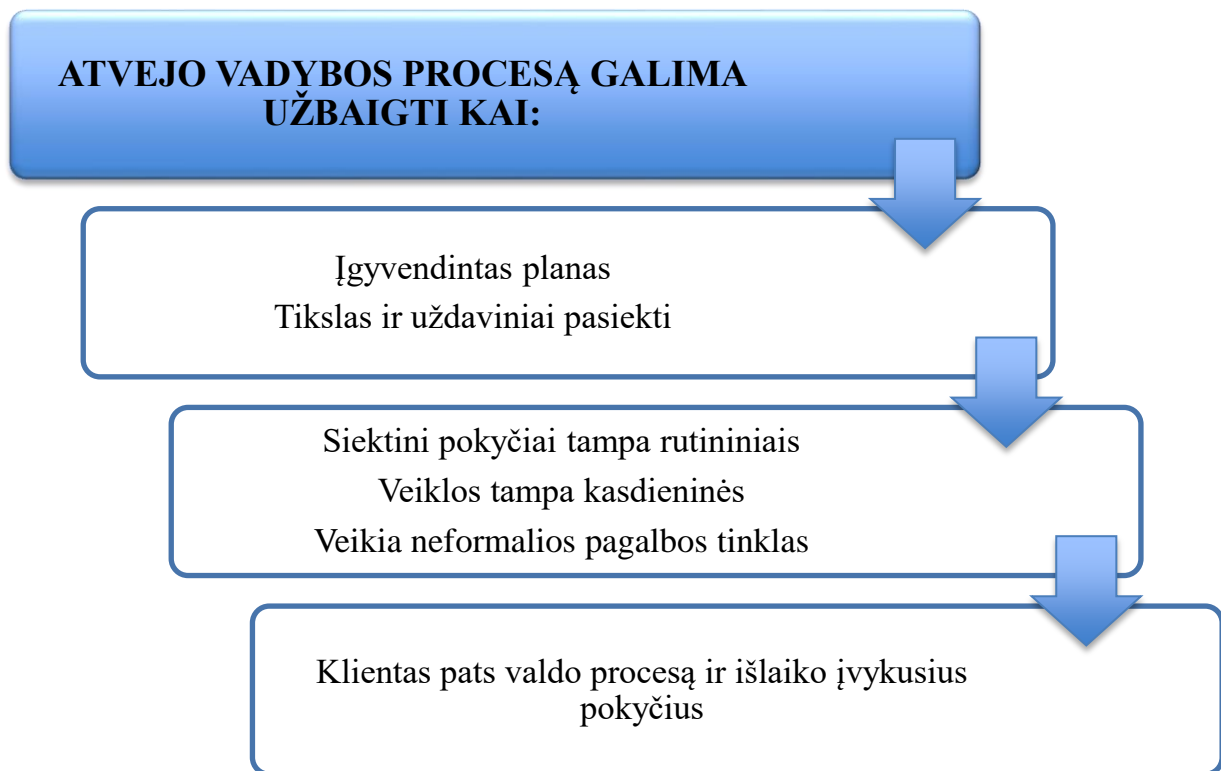 ATVEJO VADYBOS PROCESĄ GALIMA
UŽBAIGTI KAI:
Įgyvendintas planas
Tikslas ir uždaviniai pasiekti
Siektini pokyčiai tampa rutininiais
Veiklos tampa kasdieninės
Veikia neformalios pagalbos tinklas
Klientas pats valdo procesą ir išlaiko įvykusius
pokyčius